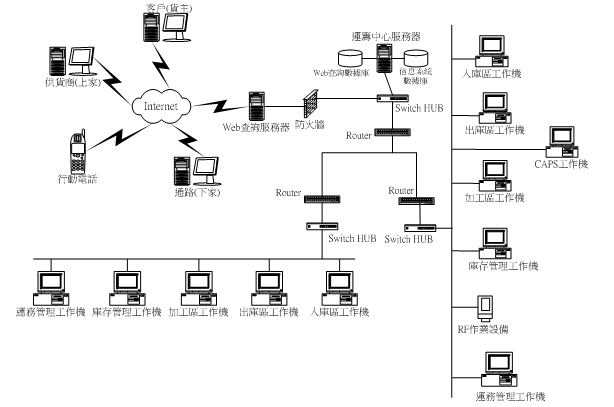 客戶(貨主)
供貨商(上家)
Internet
行動電話
通路(下家)
Web查詢服務器
防火牆
運籌中心服務器
Web查詢數據庫
信息系統
數據庫
Switch HUB
Router
Router
Switch HUB
Router
Switch HUB
運務管理工作機
庫存管理工作機
加工區工作機
出庫區工作機
入庫區工作機
入庫區工作機
出庫區工作機
CAPS工作機
加工區工作機
庫存管理工作機
RF作業設備
運務管理工作機